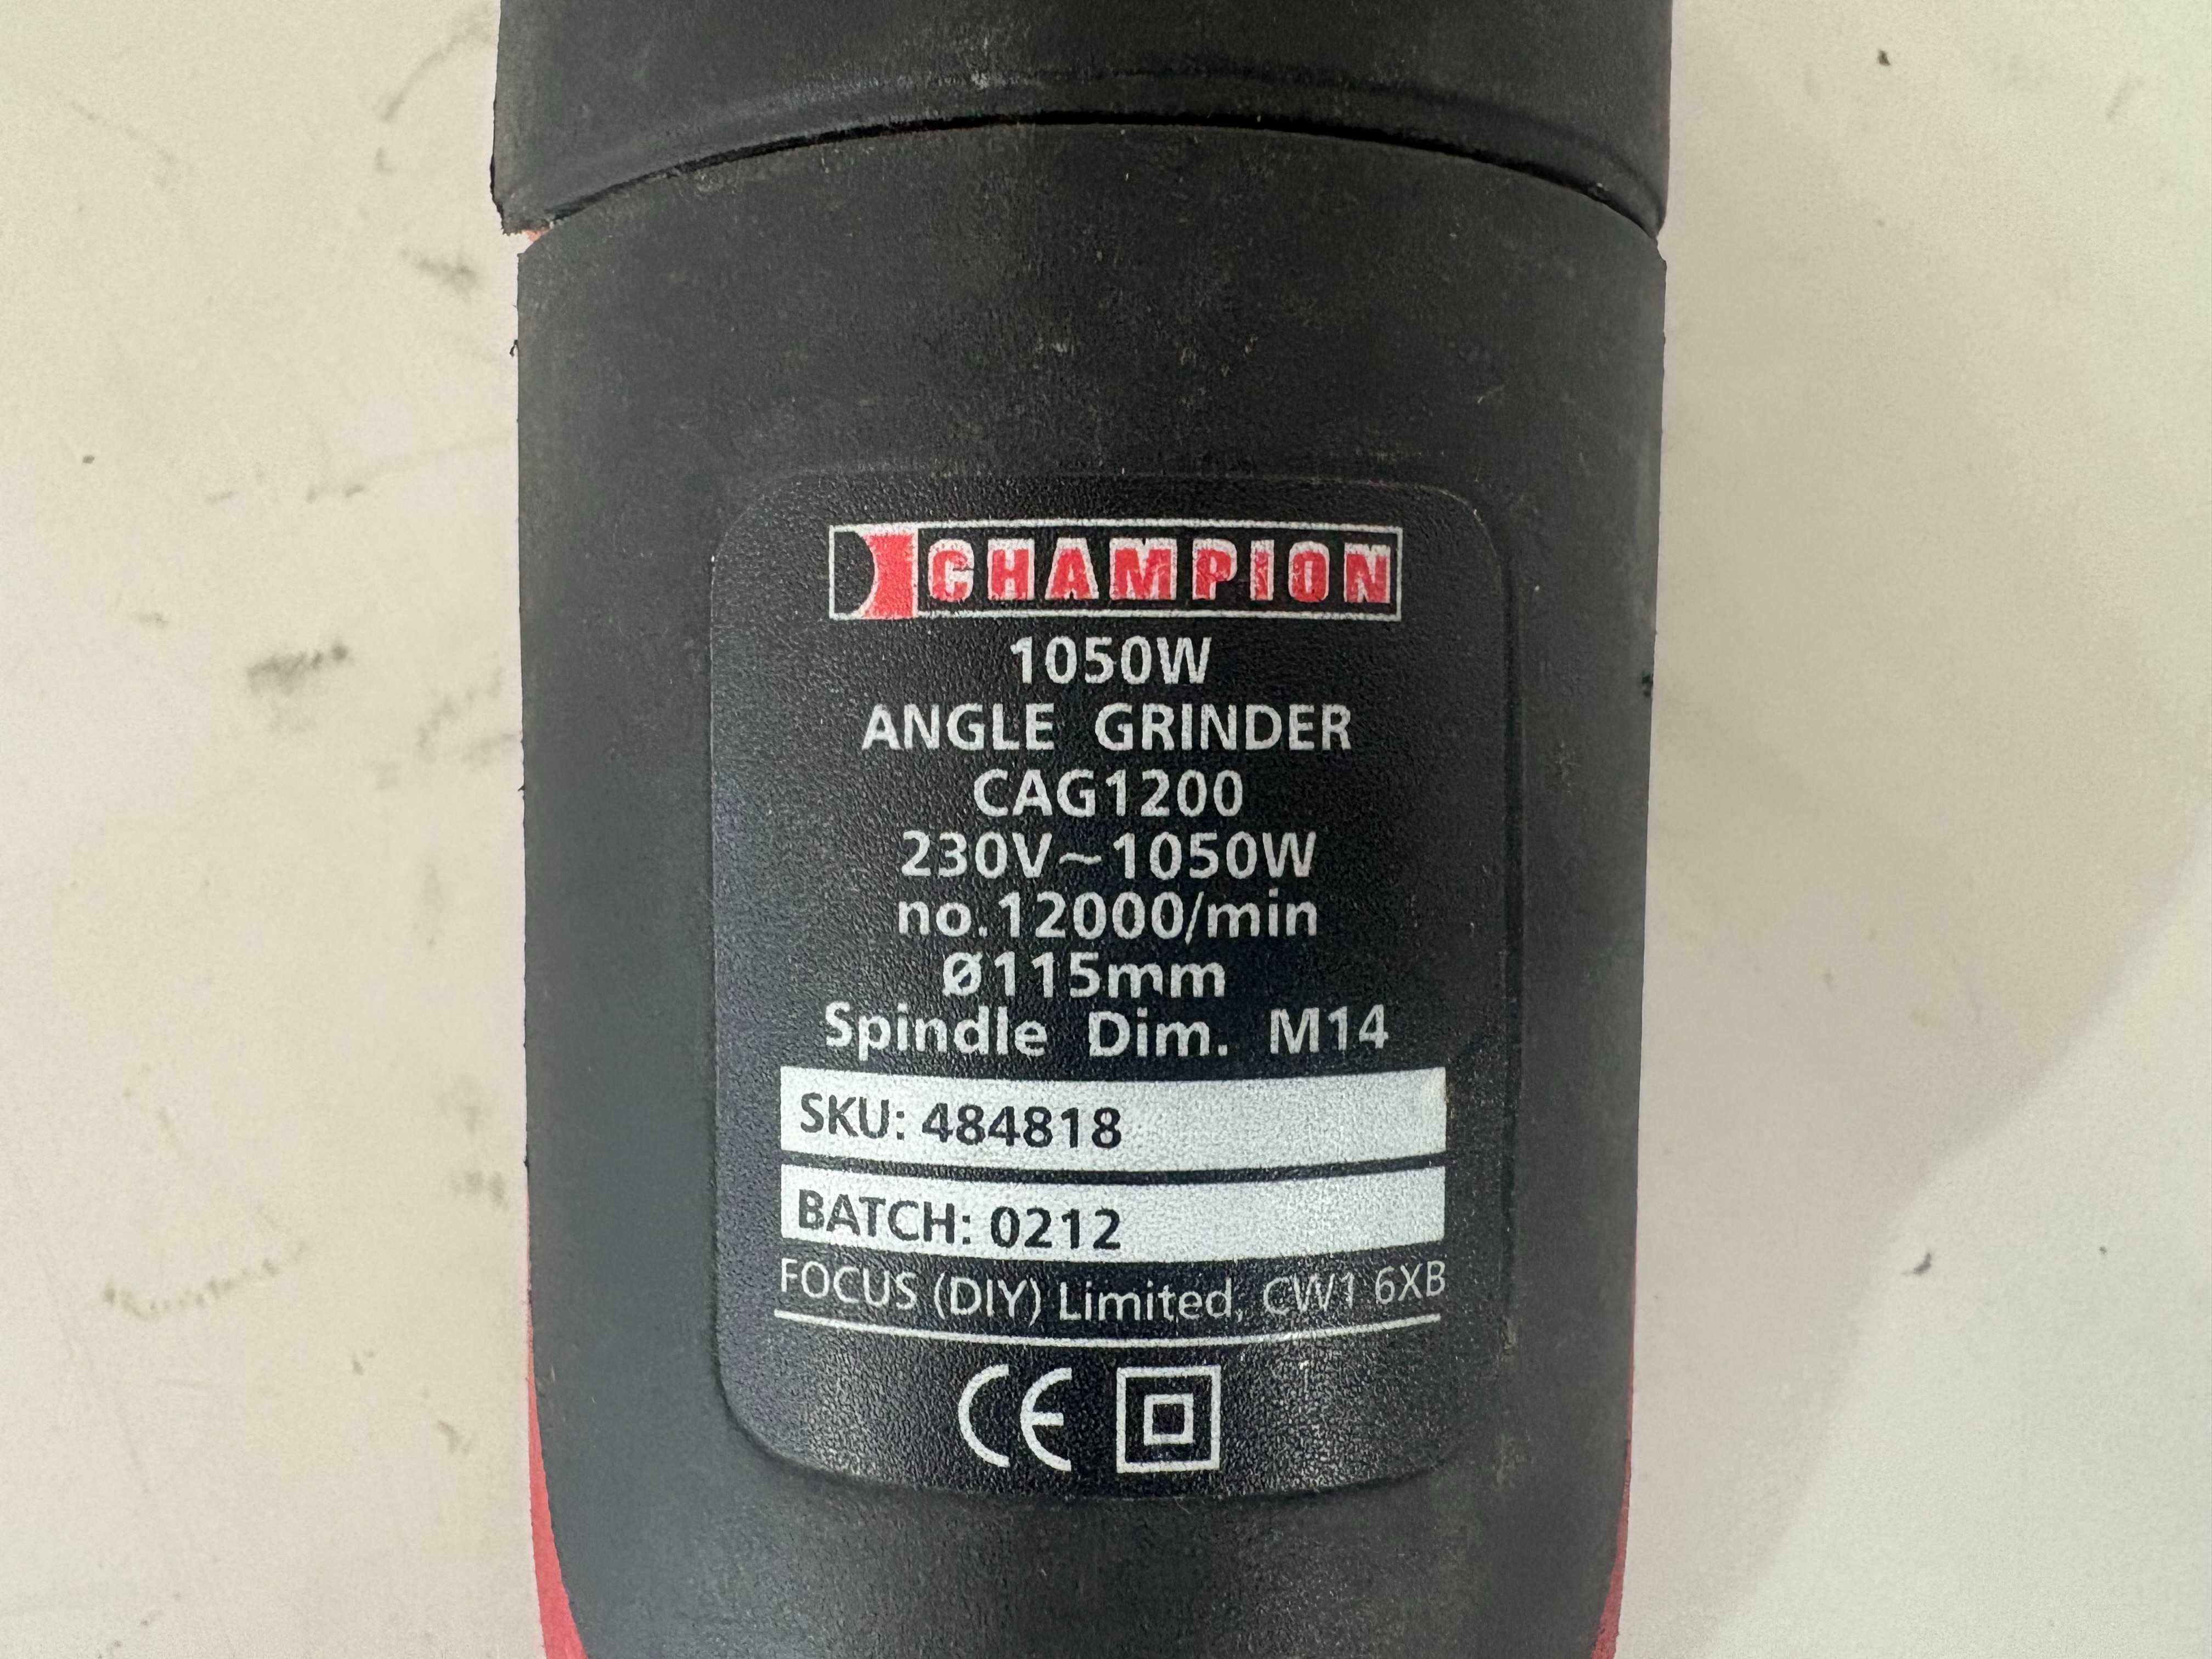 CHAMPION
1050W
ANGLE GRINDER
CAG1200
230V~1050W
no.12000/min
Ø115mm
Spindle Dim. M14
SKU: 484818
BATCH: 0212
FOCUS (DIY) Limited, CW1 6XB
CE